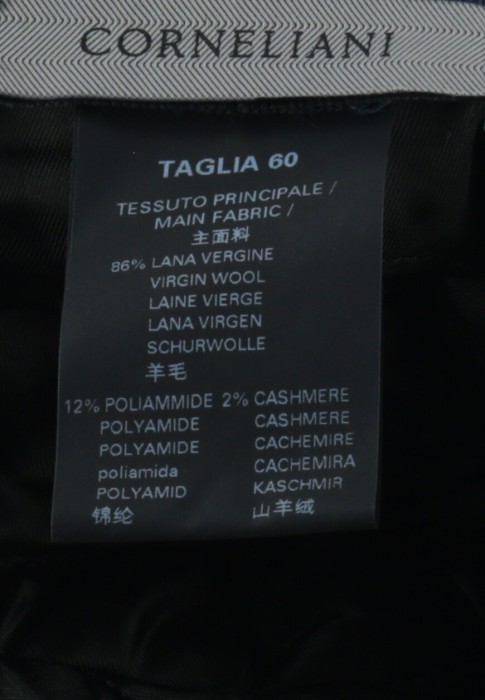 CORNELIANI
TAGLIA 60
TESSUTO PRINCIPALE /
MAIN FABRIC /
主面料
86% LANA VERGINE
VIRGIN WOOL
LAINE VIERGE
LANA VIRGEN
SCHURWOLLE
羊毛
12% POLIAMMIDE 2% CASHMERE
POLYAMIDE CASHMERE
POLYAMIDE CACHEMIRE
poliamida CACHEMIRA
POLYAMID KASCHMIR
锦纶 山羊绒